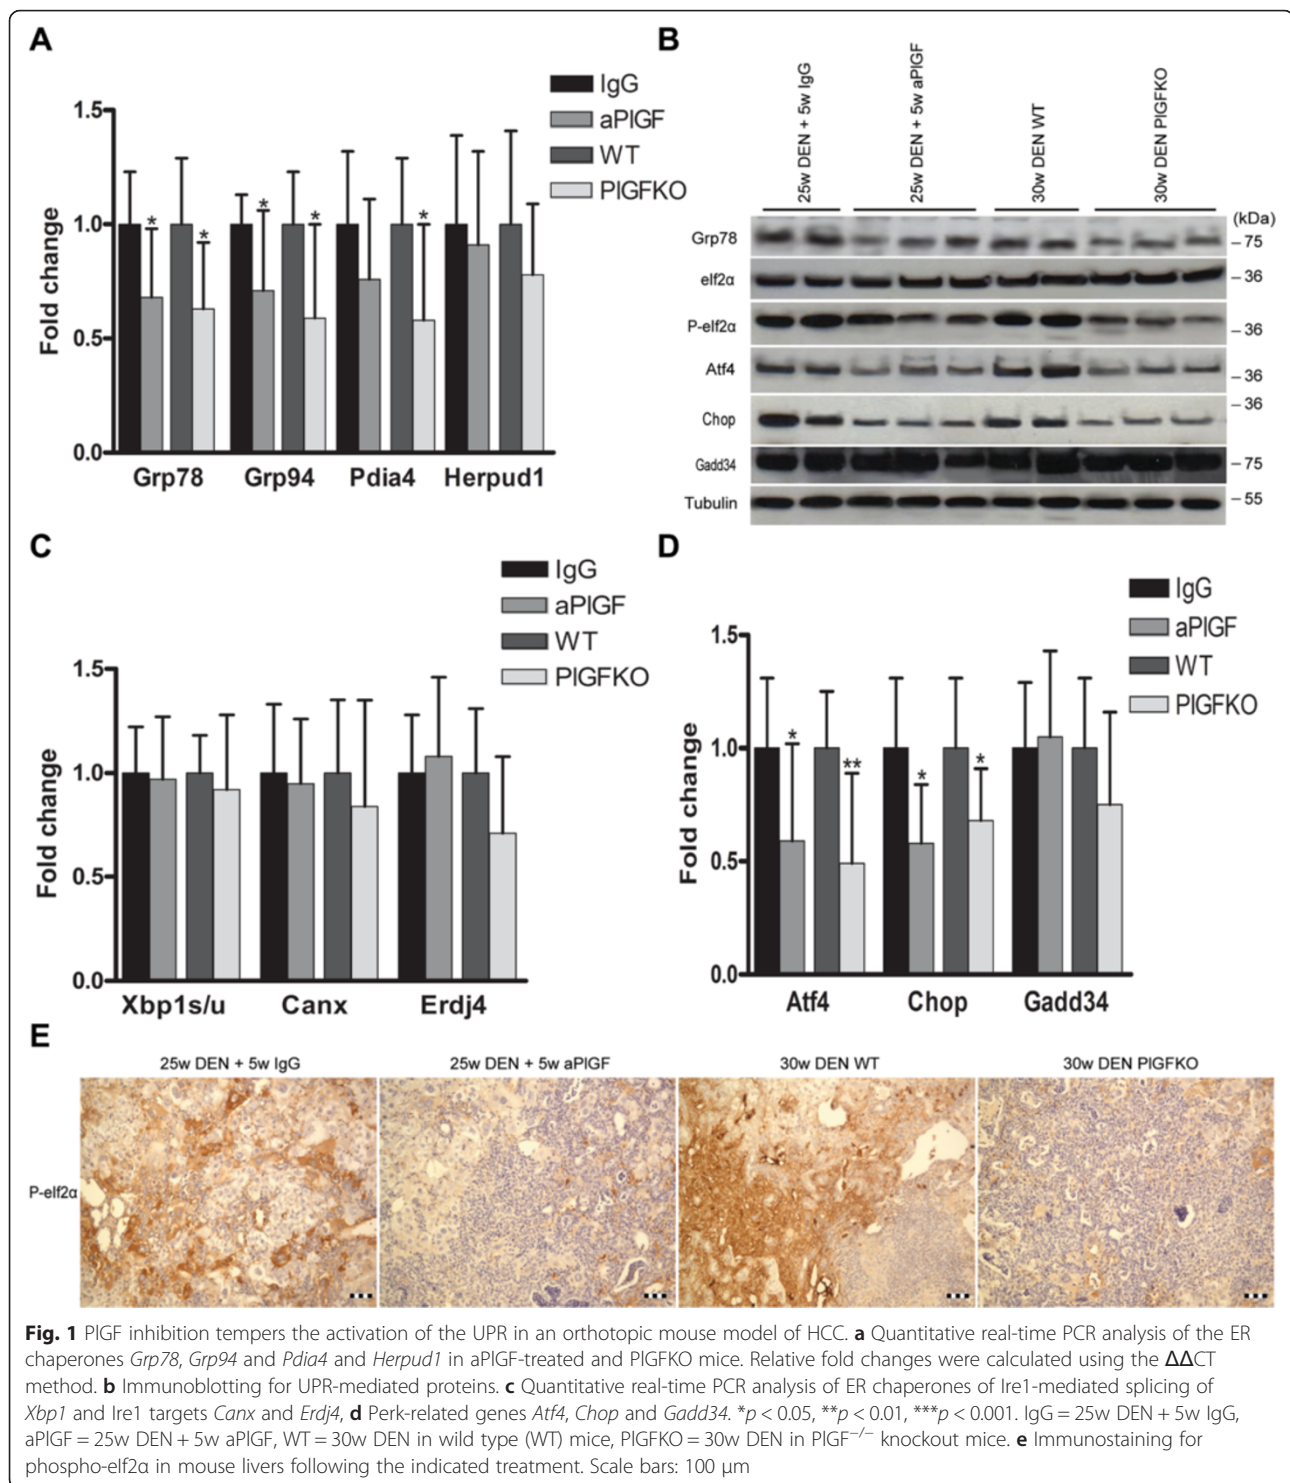 A
IgG
aPlGF
WT
PlGFKO
1.5
1.0
0.5
0.0
Fold change
* * * * *
Grp78 Grp94 Pdia4 Herpud1
B
25w DEN + 5w IgG
25w DEN + 5w aPlGF
30w DEN WT
30w DEN PlGFKO
(kDa)
Grp78 – 75
eIf2α – 36
P-eIf2α – 36
Atf4 – 36
– 36
Chop
Gadd34 – 75
Tubulin – 55
C
IgG
aPlGF
WT
PlGFKO
1.5
1.0
0.5
0.0
Fold change
Xbp1s/u Canx Erdj4
D
IgG
aPlGF
WT
PlGFKO
1.5
1.0
0.5
0.0
Fold change
* ** * *
Atf4 Chop Gadd34
E
25w DEN + 5w IgG 25w DEN + 5w aPlGF 30w DEN WT 30w DEN PlGFKO
P-eIf2α
Fig. 1 PlGF inhibition tempers the activation of the UPR in an orthotopic mouse model of HCC. a Quantitative real-time PCR analysis of the ER
chaperones Grp78, Grp94 and Pdia4 and Herpud1 in aPlGF-treated and PlGFKO mice. Relative fold changes were calculated using the ΔΔCT
method. b Immunoblotting for UPR-mediated proteins. c Quantitative real-time PCR analysis of ER chaperones of Ire1-mediated splicing of
Xbp1 and Ire1 targets Canx and Erdj4, d Perk-related genes Atf4, Chop and Gadd34. *p < 0.05, **p < 0.01, ***p < 0.001. IgG = 25w DEN + 5w IgG,
aPlGF = 25w DEN + 5w aPlGF, WT = 30w DEN in wild type (WT) mice, PlGFKO = 30w DEN in PlGF⁻/⁻ knockout mice. e Immunostaining for
phospho-eIf2α in mouse livers following the indicated treatment. Scale bars: 100 μm